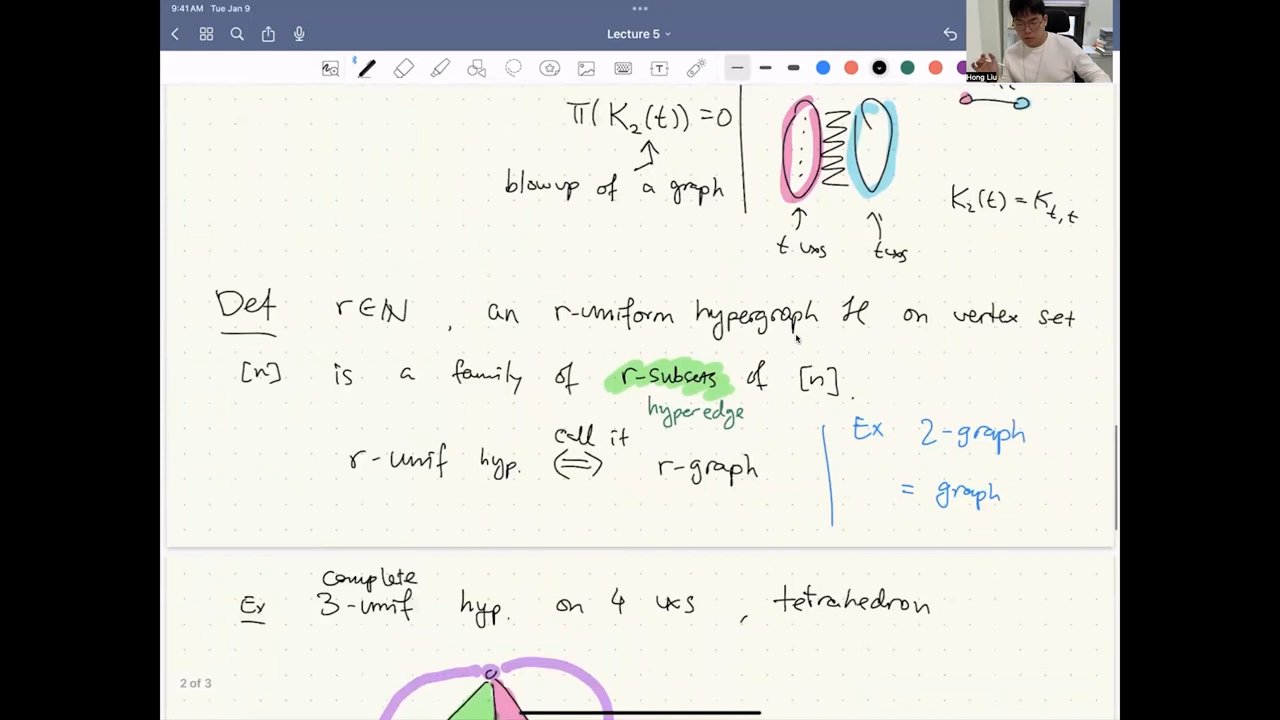 9:41AM Tue Jan 9
Lecture 5
Hong Liu
π(K₂(t)) = 0
blowup of a graph
t vxs
t vxs
K₂(t) = K_{t,t}
Def r∈ℕ, an r-uniform hypergraph ℋ on vertex set
[n] is a family of r-subsets of [n].
hyperedge
call it
r-unif hyp. ⇔ r-graph
Ex 2-graph
= graph
complete
Ex 3-unif hyp. on 4 vxs, tetrahedron
2 of 3